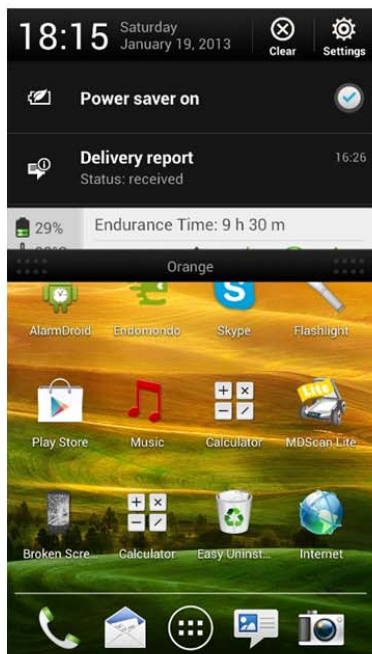 18:15
Saturday
January 19, 2013
Clear
Settings
Power saver on
Delivery report
16:26
Status: received
29%
Endurance Time: 9 h 30 m
Orange
AlarmDroid
Endomondo
Skype
Flashlight
Play Store
Music
Calculator
MDScan Lite
Broken Scre
Calculator
Easy Uninst...
Internet